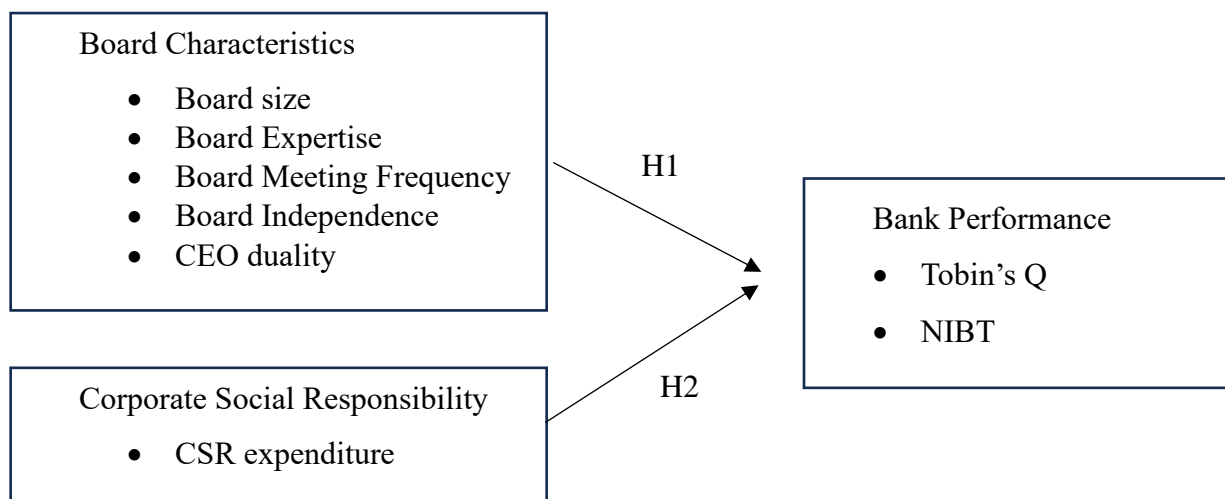 Board Characteristics
• Board size
• Board Expertise
• Board Meeting Frequency
• Board Independence
• CEO duality
H1
Bank Performance
• Tobin’s Q
• NIBT
H2
Corporate Social Responsibility
• CSR expenditure